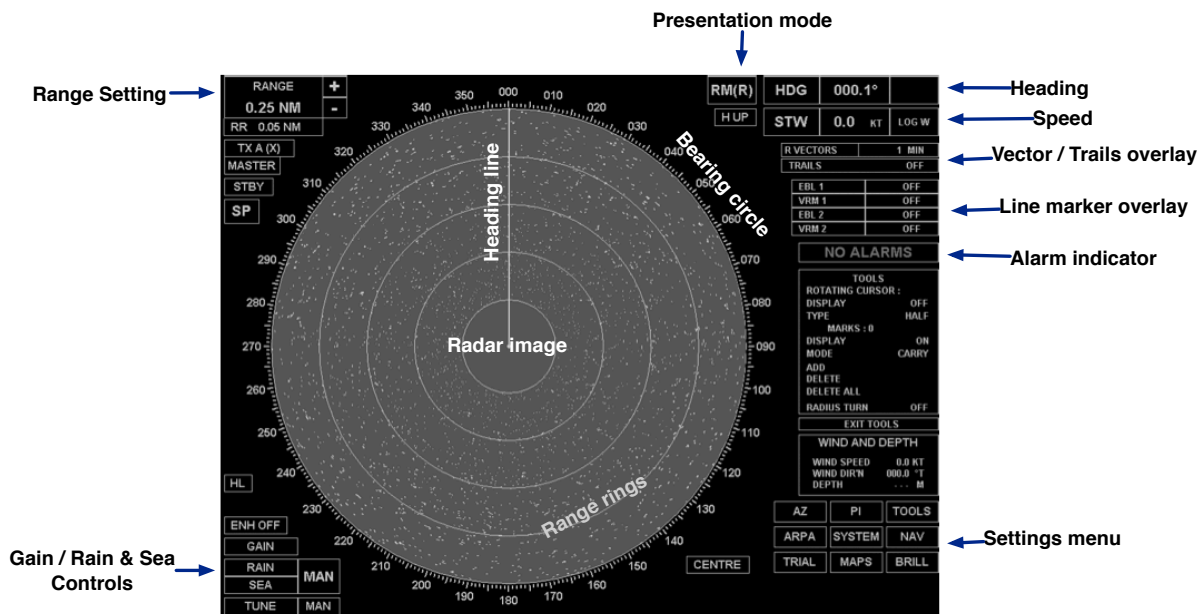 Presentation mode
Range Setting
RANGE +
0.25 NM -
RR 0.05 NM
TX A (X)
MASTER
STBY
SP
RM(R)
H UP
HDG 000.1°
STW 0.0 KT LOG W
Heading
Speed
R VECTORS 1 MIN
TRAILS OFF
Vector / Trails overlay
EBL 1 OFF
VRM 1 OFF
EBL 2 OFF
VRM 2 OFF
Line marker overlay
NO ALARMS
Alarm indicator
TOOLS
ROTATING CURSOR :
DISPLAY OFF
TYPE HALF
MARKS : 0
DISPLAY ON
MODE CARRY
ADD
DELETE
DELETE ALL
RADIUS TURN OFF
EXIT TOOLS
WIND AND DEPTH
WIND SPEED 0.0 KT
WIND DIR'N 000.0 °T
DEPTH - - - M
AZ PI TOOLS
ARPA SYSTEM NAV
TRIAL MAPS BRILL
Settings menu
CENTRE
000
010
020
030
040
050
060
070
080
090
100
110
120
130
140
150
160
170
180
190
200
210
220
230
240
250
260
270
280
290
300
310
320
330
340
350
Heading line
Bearing circle
Radar image
Range rings
HL
ENH OFF
GAIN
RAIN
SEA
MAN
TUNE MAN
Gain / Rain & Sea
Controls